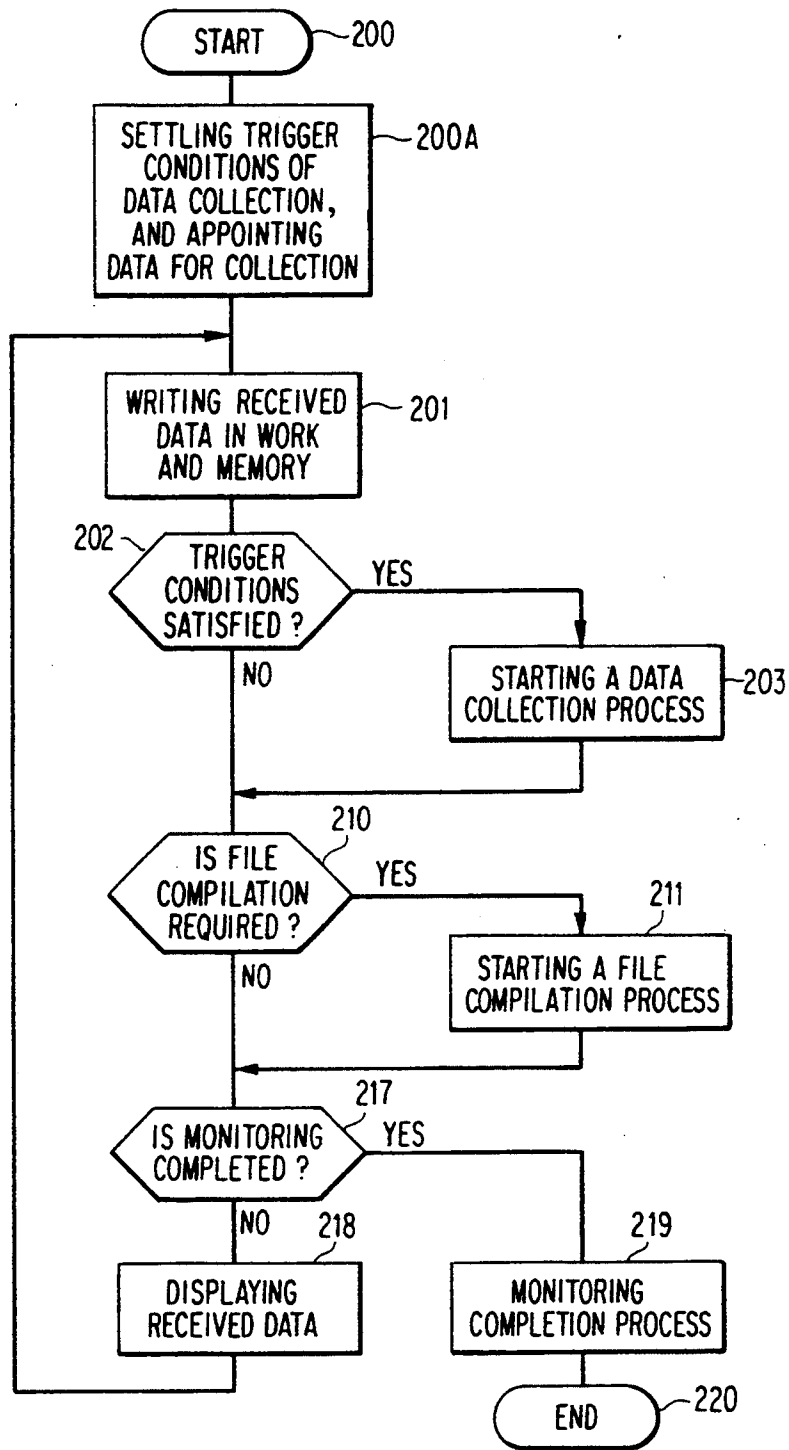 START
200
SETTLING TRIGGER
CONDITIONS OF
DATA COLLECTION,
AND APPOINTING
DATA FOR COLLECTION
200A
WRITING RECEIVED
DATA IN WORK
AND MEMORY
201
202
TRIGGER
CONDITIONS
SATISFIED ?
YES
NO
STARTING A DATA
COLLECTION PROCESS
203
210
IS FILE
COMPILATION
REQUIRED ?
YES
NO
211
STARTING A FILE
COMPILATION PROCESS
217
IS MONITORING
COMPLETED ?
YES
NO
218
DISPLAYING
RECEIVED DATA
219
MONITORING
COMPLETION PROCESS
END
220